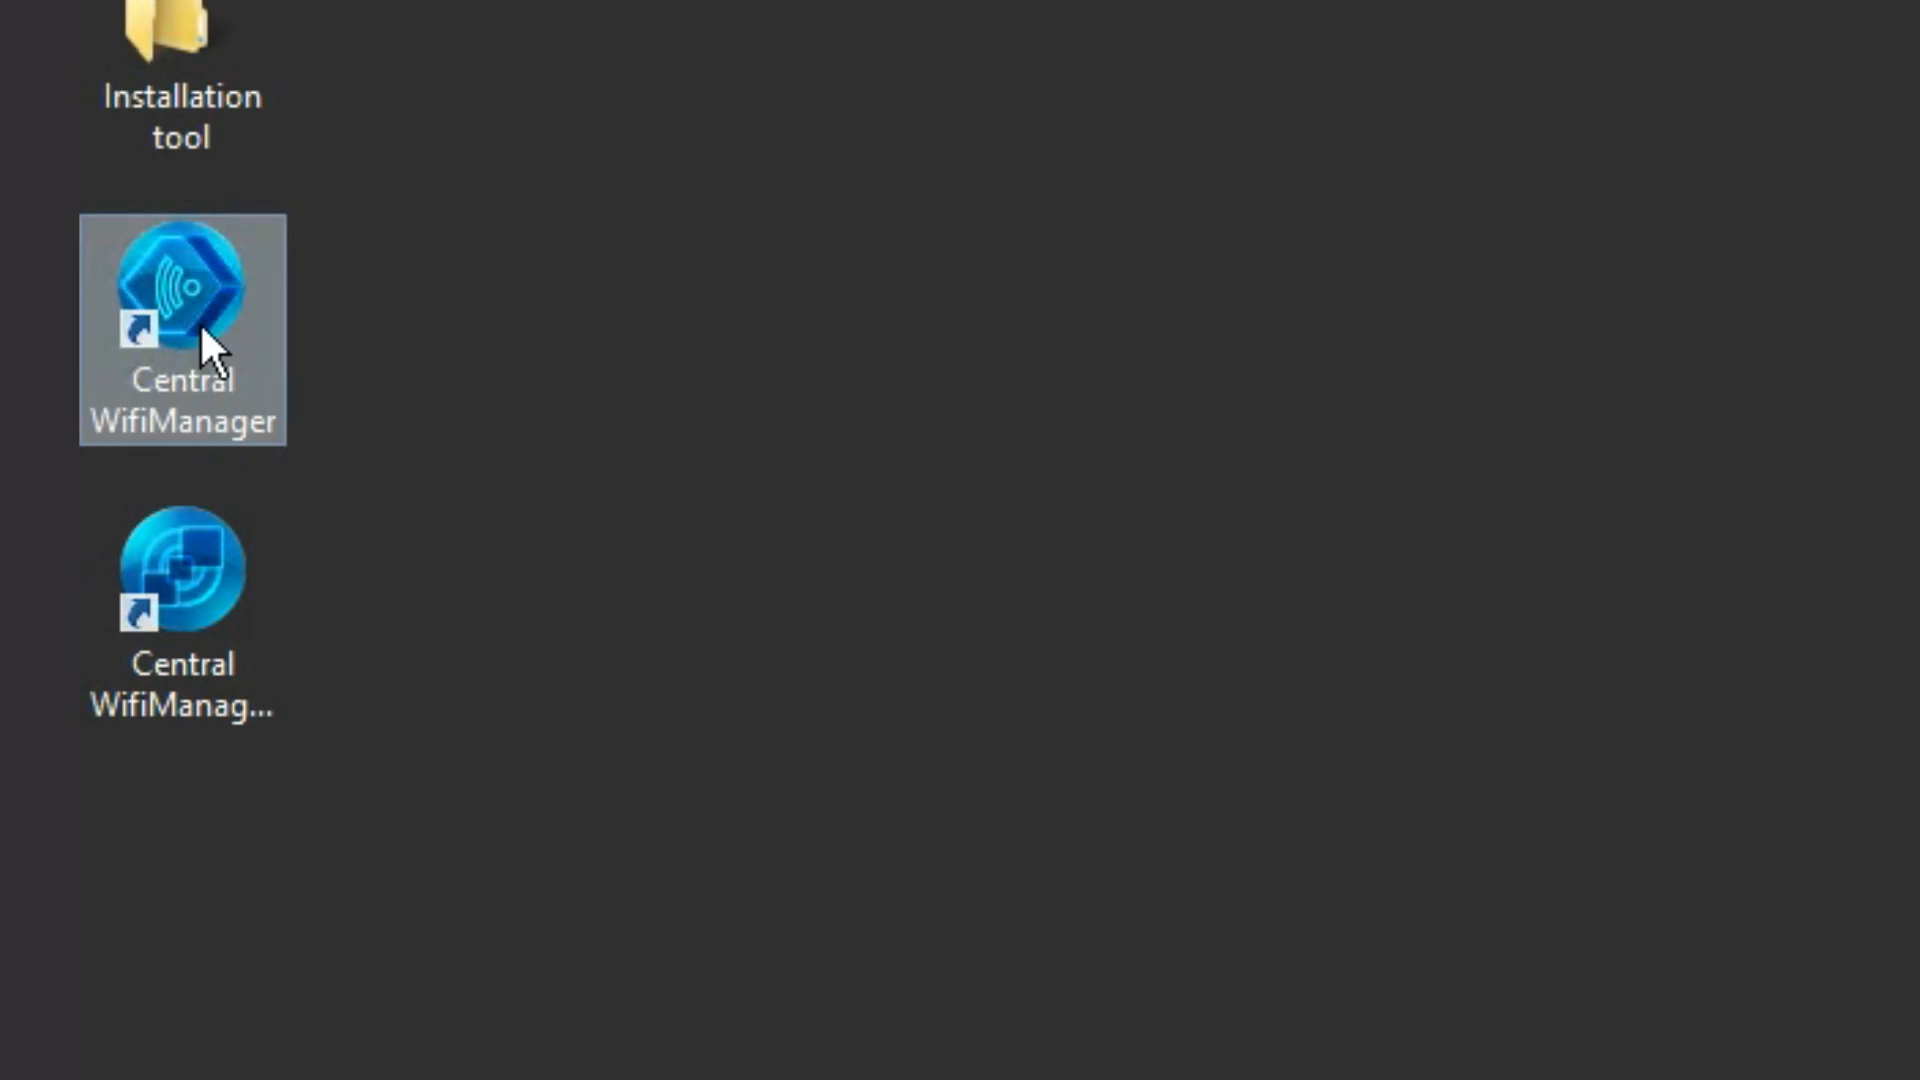 Installation
tool
Central
WifiManager
Central
WifiManag...